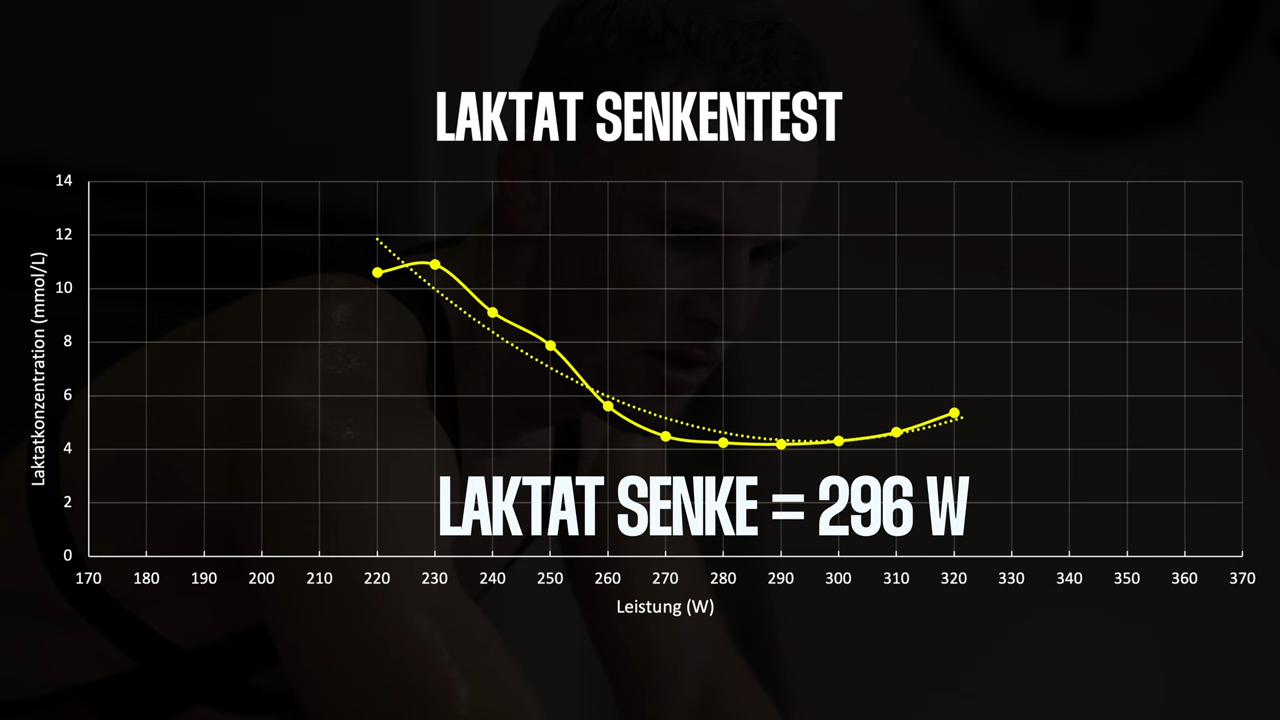 LAKTAT SENKENTEST
14
12
10
8
6
4
2
0
Laktatkonzentration (mmol/L)
LAKTAT SENKE = 296 W
170 180 190 200 210 220 230 240 250 260 270 280 290 300 310 320 330 340 350 360 370
Leistung (W)